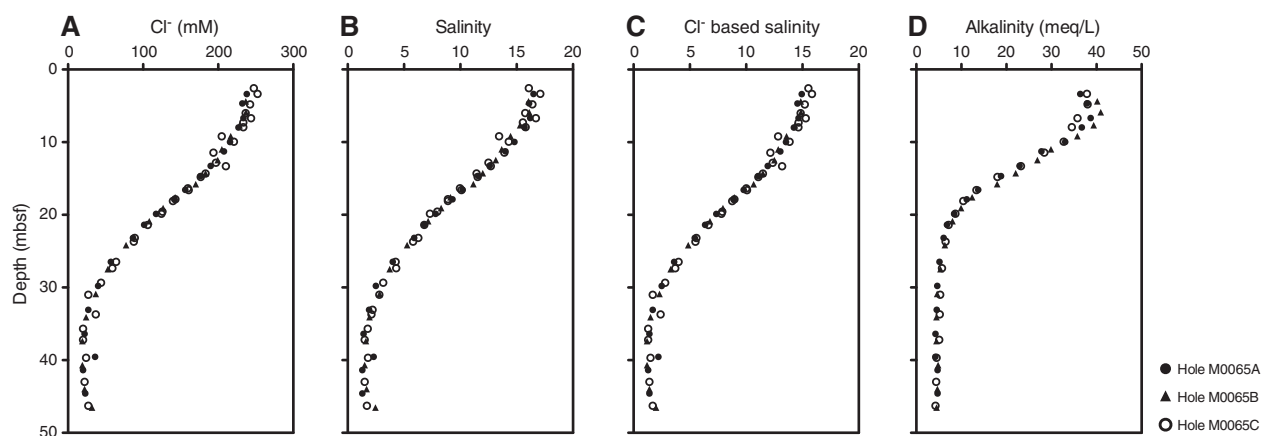 A Cl⁻ (mM)
0 100 200 300
B Salinity
0 5 10 15 20
C Cl⁻ based salinity
0 5 10 15 20
D Alkalinity (meq/L)
0 10 20 30 40 50
Depth (mbsf)
0
10
20
30
40
50
Hole M0065A
Hole M0065B
Hole M0065C